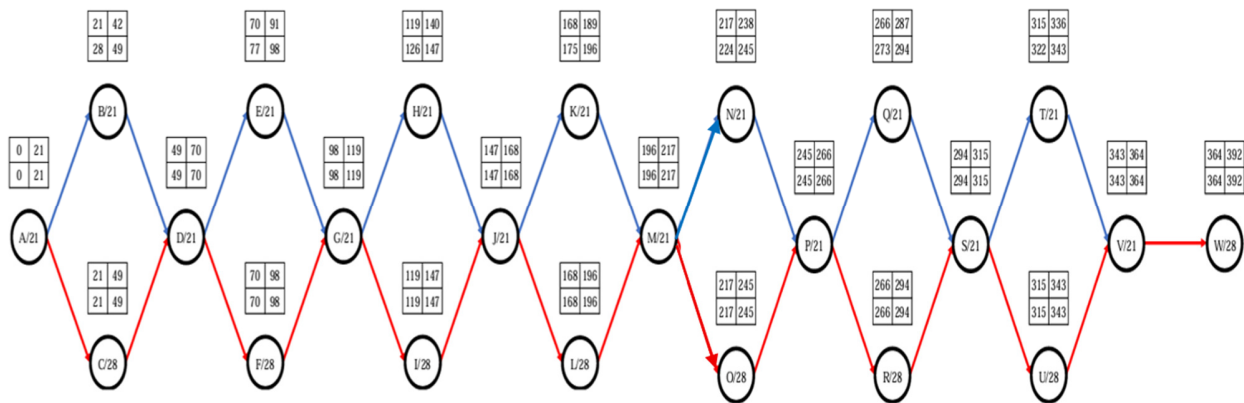 21 42 70 91 119 140 168 189 217 238 266 287 315 336
28 49 77 98 126 147 175 196 224 245 273 294 322 343
B/21 E/21 H/21 K/21 N/21 Q/21 T/21
0 21 49 70 98 119 147 168 196 217 245 266 294 315 343 364 364 392
0 21 49 70 98 119 147 168 196 217 245 266 294 315 343 364 364 392
A/21 D/21 G/21 J/21 M/21 P/21 S/21 V/21 W/28
21 49 70 98 119 147 168 196 217 245 266 294 315 343
21 49 70 98 119 147 168 196 217 245 266 294 315 343
C/28 F/28 I/28 L/28 O/28 R/28 U/28